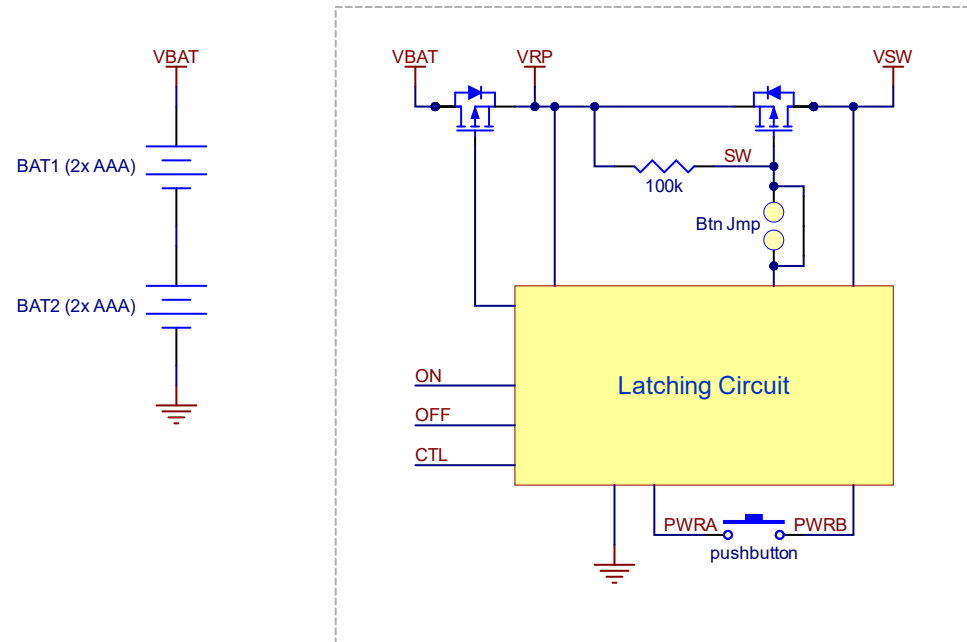 VBAT
BAT1 (2x AAA)
BAT2 (2x AAA)
VBAT
VRP
VSW
SW
100k
Btn Jmp
Latching Circuit
ON
OFF
CTL
PWRA
PWRB
pushbutton